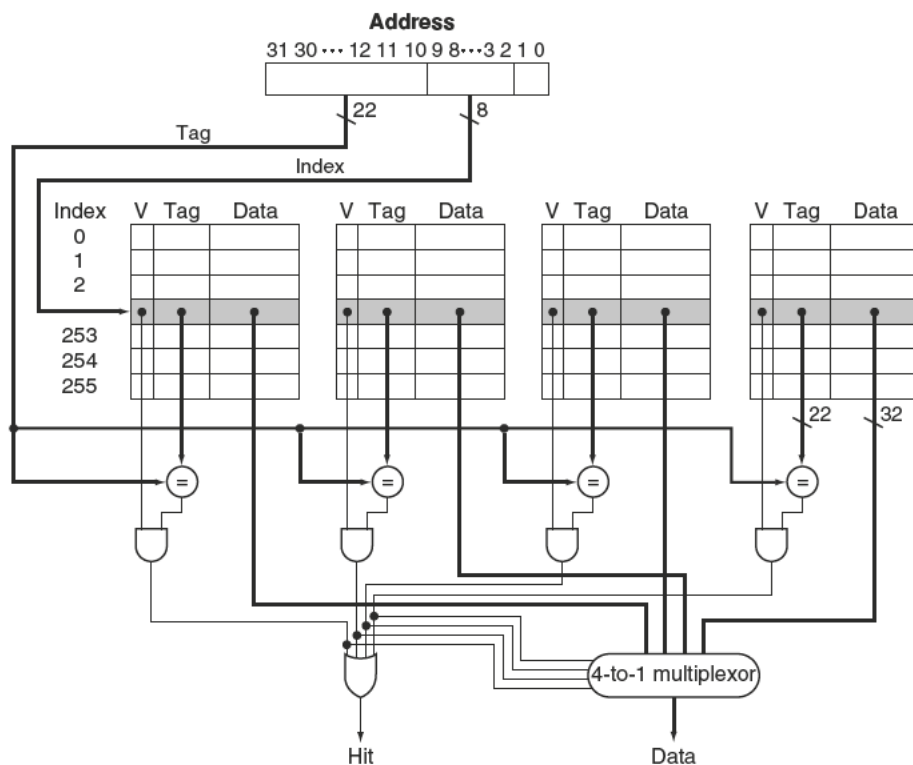 Address
31 30 ··· 12 11 10 9 8 ··· 3 2 1 0
22 8
Tag
Index
Index V Tag Data V Tag Data V Tag Data V Tag Data
0
1
2
253
254
255
22 32
= = = =
4-to-1 multiplexor
Hit Data